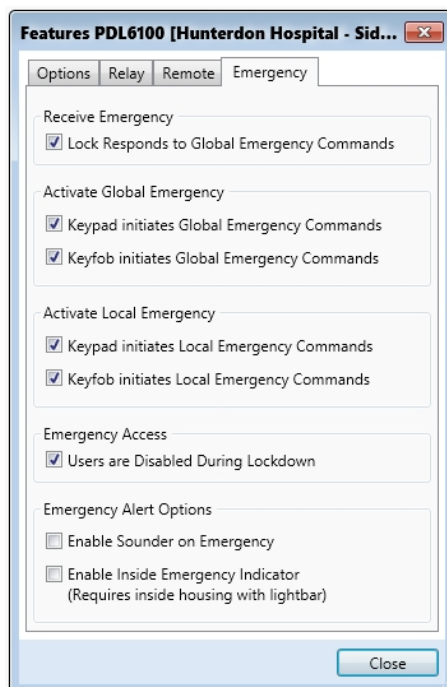 Features PDL6100 [Hunterdon Hospital - Sid...
Options Relay Remote Emergency
Receive Emergency
Lock Responds to Global Emergency Commands
Activate Global Emergency
Keypad initiates Global Emergency Commands
Keyfob initiates Global Emergency Commands
Activate Local Emergency
Keypad initiates Local Emergency Commands
Keyfob initiates Local Emergency Commands
Emergency Access
Users are Disabled During Lockdown
Emergency Alert Options
Enable Sounder on Emergency
Enable Inside Emergency Indicator
(Requires inside housing with lightbar)
Close